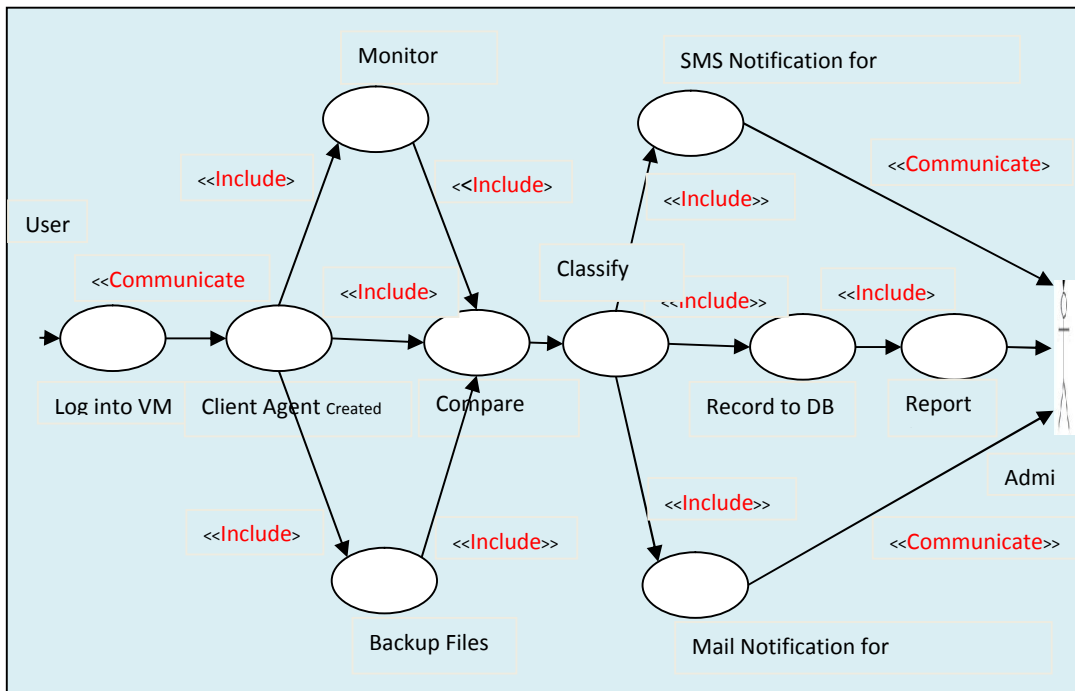 Monitor
SMS Notification for
<<Include>
<<Include>
<<Communicate>
<<Include>>
User
<<Communicate
<<Include>
Classify
<<Include>>
<<Include>
Log into VM
Client Agent Created
Compare
Record to DB
Report
Admi
<<Include>
<<Include>>
<<Include>>
<<Communicate>>
Backup Files
Mail Notification for